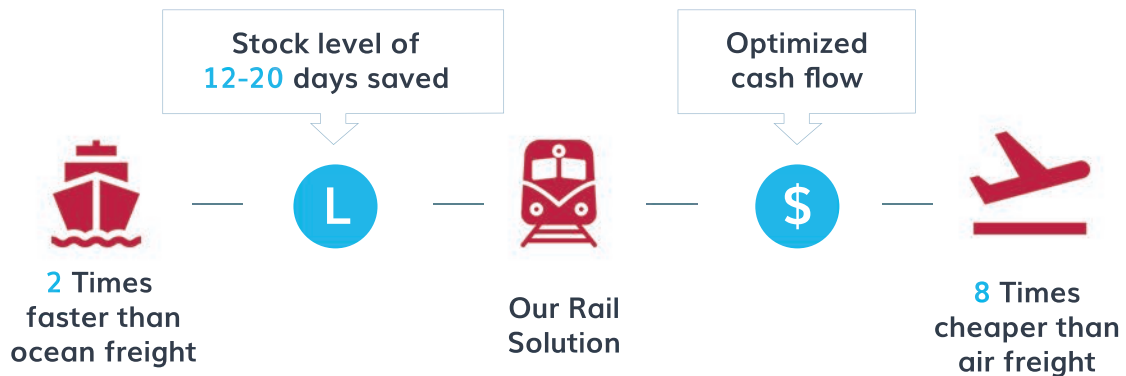 Stock level of
12-20 days saved
Optimized
cash flow
L
$
2 Times
faster than
ocean freight
Our Rail
Solution
8 Times
cheaper than
air freight